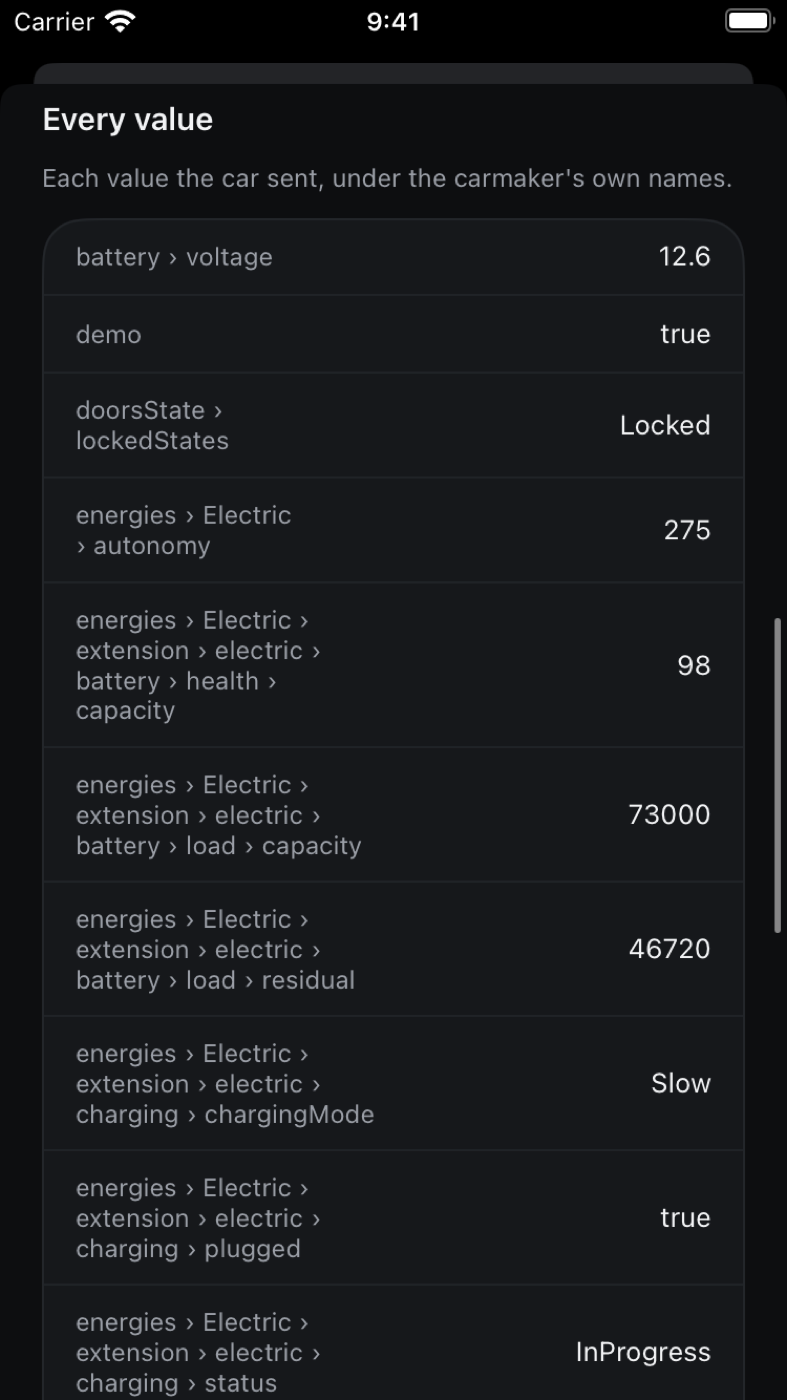 Carrier 9:41
Every value
Each value the car sent, under the carmaker's own names.
battery › voltage 12.6
demo true
doorsState ›
lockedStates
Locked
energies › Electric
› autonomy
275
energies › Electric ›
extension › electric ›
battery › health ›
capacity
98
energies › Electric ›
extension › electric ›
battery › load › capacity
73000
energies › Electric ›
extension › electric ›
battery › load › residual
46720
energies › Electric ›
extension › electric ›
charging › chargingMode
Slow
energies › Electric ›
extension › electric ›
charging › plugged
true
energies › Electric ›
extension › electric ›
charging › status
InProgress